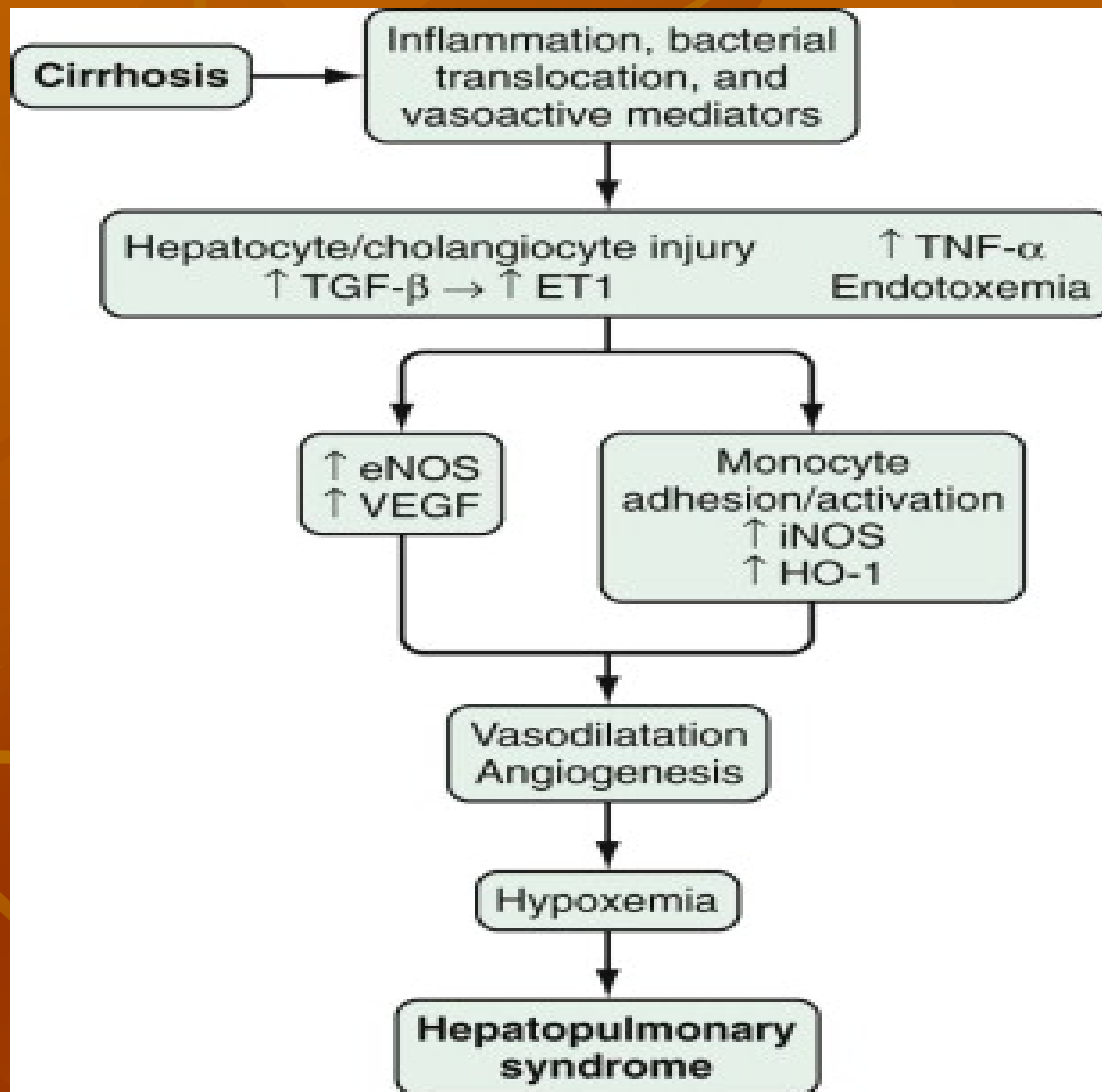 Cirrhosis
Inflammation, bacterial
translocation, and
vasoactive mediators
Hepatocyte/cholangiocyte injury
↑ TGF-β → ↑ ET1
↑ TNF-α
Endotoxemia
↑ eNOS
↑ VEGF
Monocyte
adhesion/activation
↑ iNOS
↑ HO-1
Vasodilatation
Angiogenesis
Hypoxemia
Hepatopulmonary
syndrome